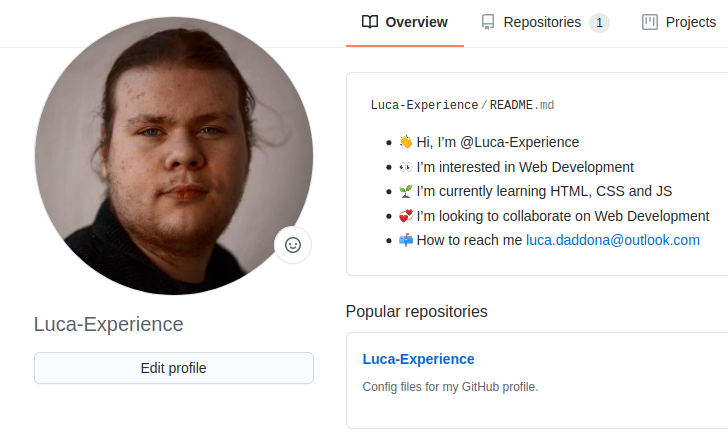 Overview Repositories 1 Projects
Luca-Experience/README.md
👋 Hi, I’m @Luca-Experience
👀 I’m interested in Web Development
🌱 I’m currently learning HTML, CSS and JS
💞️ I’m looking to collaborate on Web Development
📫 How to reach me luca.daddona@outlook.com
Luca-Experience
Edit profile
Popular repositories
Luca-Experience
Config files for my GitHub profile.